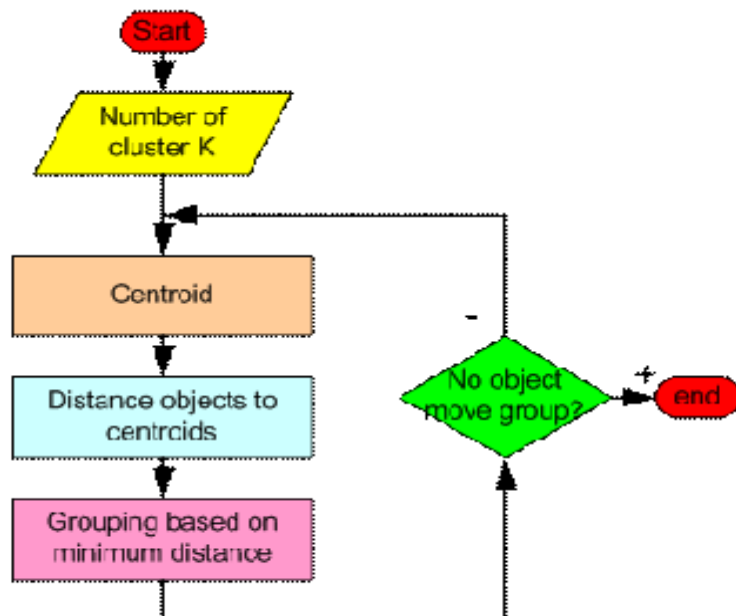 Start
Number of
cluster K
Centroid
-
No object
move group?
+
end
Distance objects to
centroids
Grouping based on
minimum distance